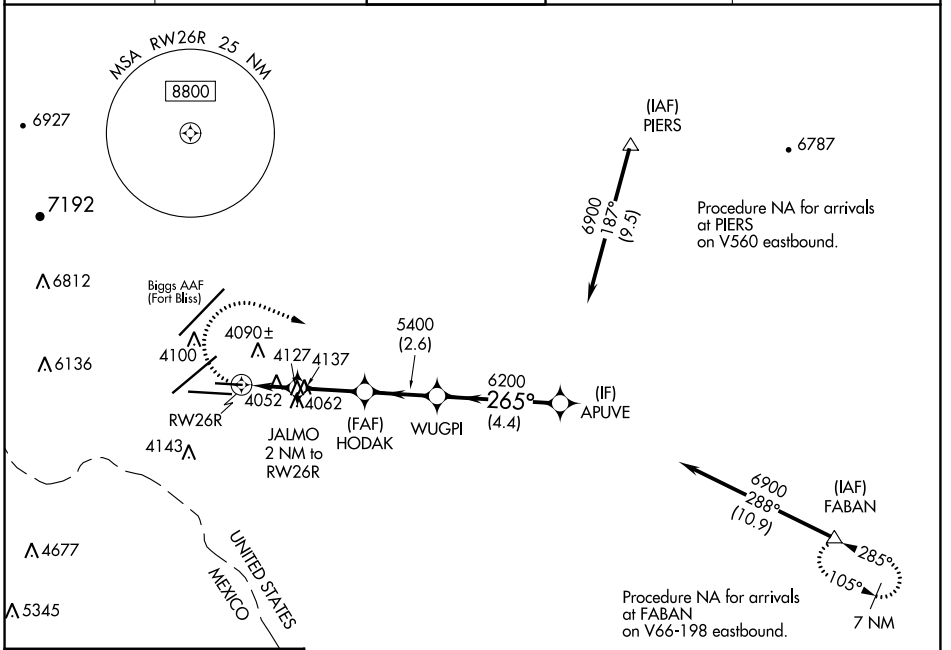 MSA RW26R 25 NM
8800
(IAF)
PIERS
6927
6787
7192
6900
187°
(9.5)
Procedure NA for arrivals
at PIERS
on V560 eastbound.
6812
Biggs AAF
(Fort Bliss)
4090±
5400
(2.6)
4100
4127
4137
6136
6200
265°
(4.4)
(IF)
APUVE
4052
4062
RW26R
(FAF)
HODAK
WUGPI
JALMO
2 NM to
RW26R
4143
6900
288°
(10.9)
(IAF)
FABAN
285°
105°
7 NM
4677
UNITED STATES
MEXICO
5345
Procedure NA for arrivals
at FABAN
on V66-198 eastbound.